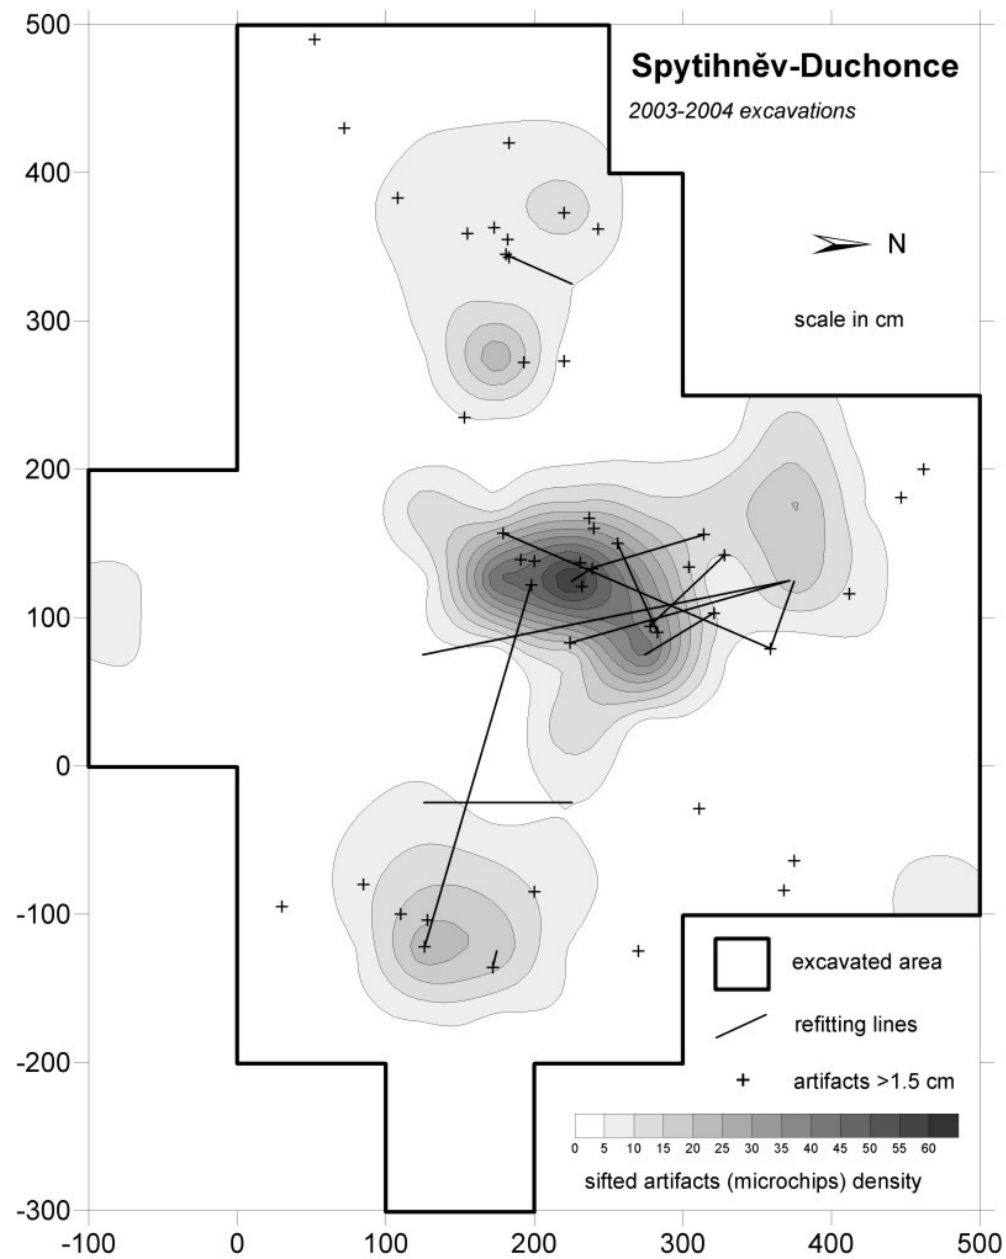 Spytihněv-Duchonce
2003-2004 excavations
N
scale in cm
500
400
300
200
100
0
-100
-200
-300
-100 0 100 200 300 400 500
excavated area
refitting lines
artifacts >1.5 cm
0 5 10 15 20 25 30 35 40 45 50 55 60
sifted artifacts (microchips) density